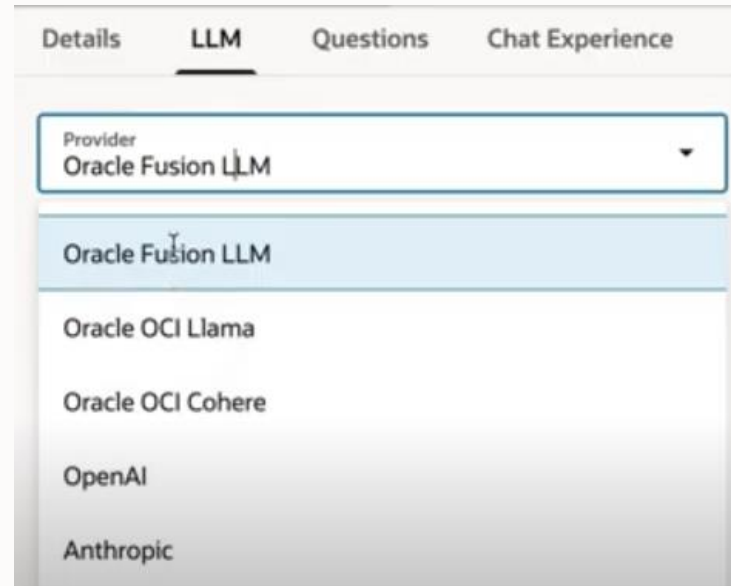 Details LLM Questions Chat Experience
Provider
Oracle Fusion LLM
Oracle Fusion LLM
Oracle OCI Llama
Oracle OCI Cohere
OpenAI
Anthropic